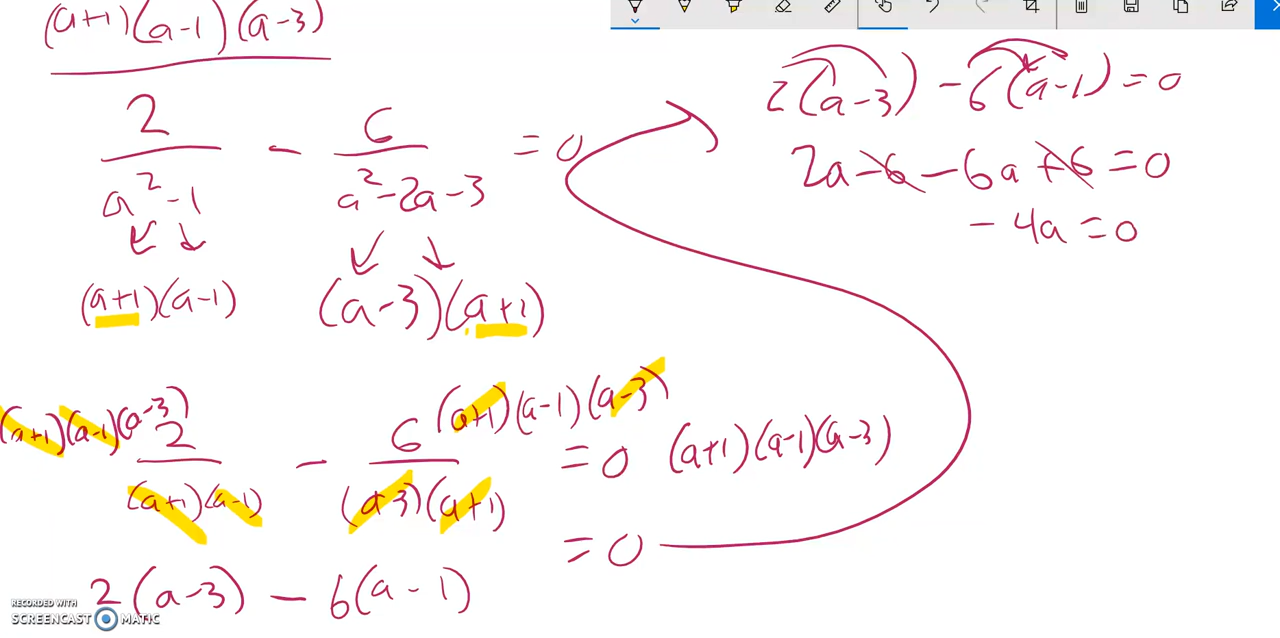 (a+1)(a-1)(a-3)
2 / (a²-1) - 6 / (a²-2a-3) = 0
(a+1)(a-1) (a-3)(a+1)
(a+1)(a-1)(a-3) 2 / ((a+1)(a-1)) - 6 (a+1)(a-1)(a-3) / ((a-3)(a+1)) = 0 (a+1)(a-1)(a-3)
2(a-3) - 6(a-1) = 0
2(a-3) - 6(a-1) = 0
2a - 6 - 6a + 6 = 0
-4a = 0
RECORDED WITH
SCREENCAST MATIC